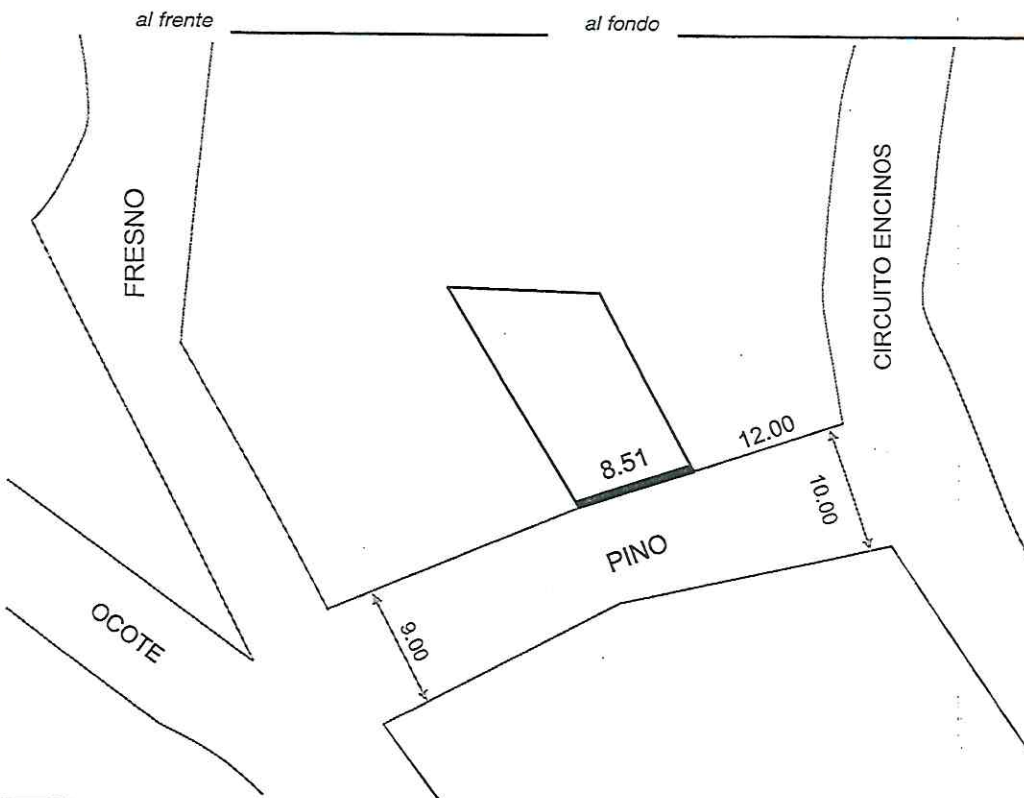 al frente al fondo
FRESNO
CIRCUITO ENCINOS
12.00
8.51
10.00
PINO
OCOTE
9.00